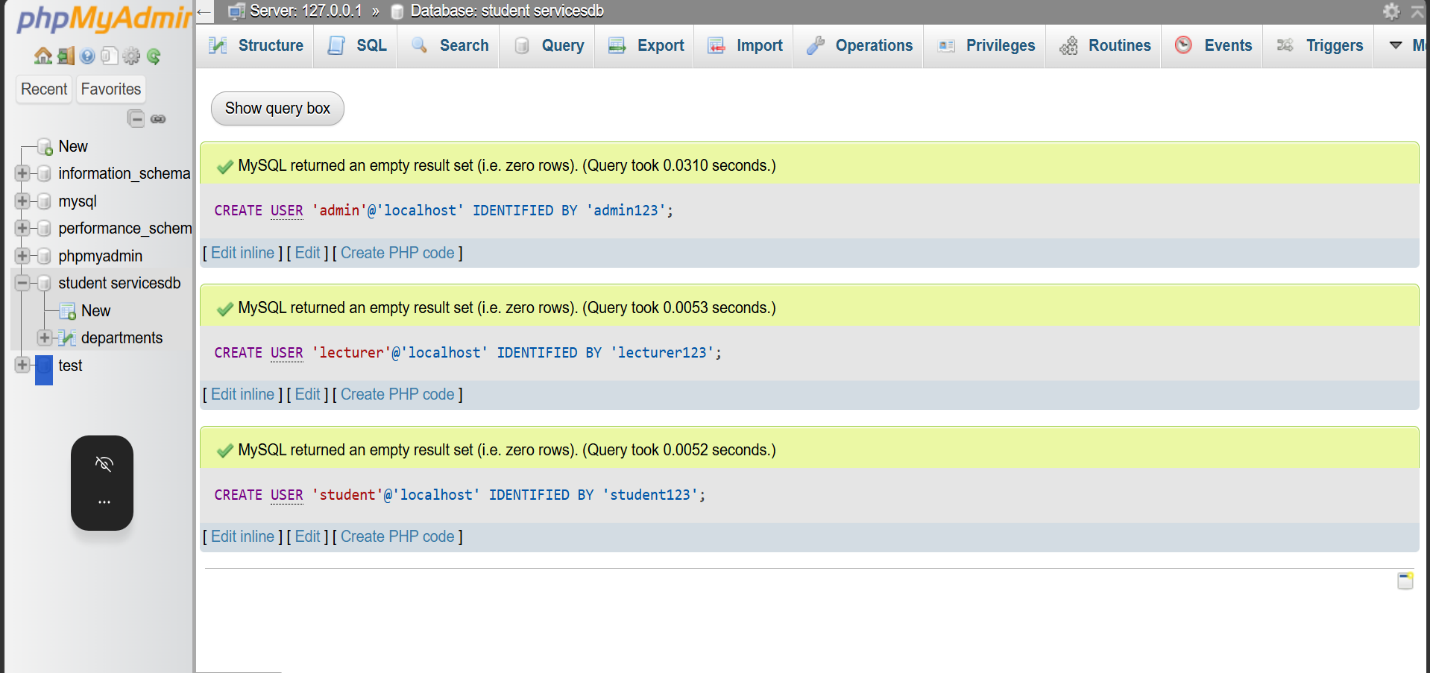 phpMyAdmin
Recent Favorites
New
information_schema
mysql
performance_schem
phpmyadmin
student servicesdb
New
departments
test
← Server: 127.0.0.1 » Database: student servicesdb
Structure SQL Search Query Export Import Operations Privileges Routines Events Triggers
Show query box
MySQL returned an empty result set (i.e. zero rows). (Query took 0.0310 seconds.)
CREATE USER 'admin'@'localhost' IDENTIFIED BY 'admin123';
[ Edit inline ] [ Edit ] [ Create PHP code ]
MySQL returned an empty result set (i.e. zero rows). (Query took 0.0053 seconds.)
CREATE USER 'lecturer'@'localhost' IDENTIFIED BY 'lecturer123';
[ Edit inline ] [ Edit ] [ Create PHP code ]
MySQL returned an empty result set (i.e. zero rows). (Query took 0.0052 seconds.)
CREATE USER 'student'@'localhost' IDENTIFIED BY 'student123';
[ Edit inline ] [ Edit ] [ Create PHP code ]